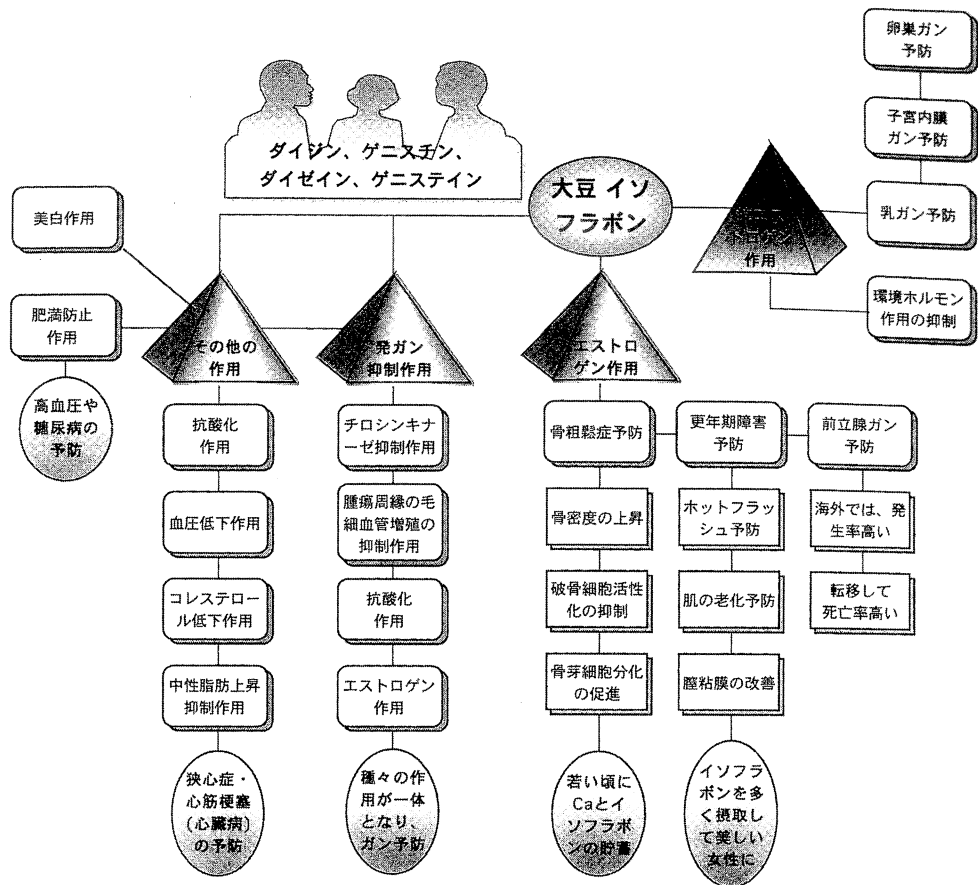 ダイジン、ゲニスチン、
ダイゼイン、ゲニステイン
大豆 イソ
フラボン
卵巣ガン
予防
子宮内膜
ガン予防
乳ガン予防
トロゲン
作用
環境ホルモン
作用の抑制
美白作用
肥満防止
作用
高血圧や
糖尿病の
予防
その他の
作用
抗酸化
作用
血圧低下作用
コレステロー
ル低下作用
中性脂肪上昇
抑制作用
狭心症・
心筋梗塞
(心臓病)
の予防
発ガン
抑制作用
チロシンキナ
ーゼ抑制作用
腫瘍周縁の毛
細血管増殖の
抑制作用
抗酸化
作用
エストロゲン
作用
種々の作
用が一体
となり、
ガン予防
エストロ
ゲン作用
骨粗鬆症予防
骨密度の上昇
破骨細胞活性
化の抑制
骨芽細胞分化
の促進
若い頃に
Caとイ
ソフラボ
ンの貯蓄
更年期障害
予防
ホットフラッ
シュ予防
肌の老化予防
膣粘膜の改善
イソフラ
ボンを多
く摂取し
て美しい
女性に
前立腺ガン
予防
海外では、発
生率高い
転移して
死亡率高い